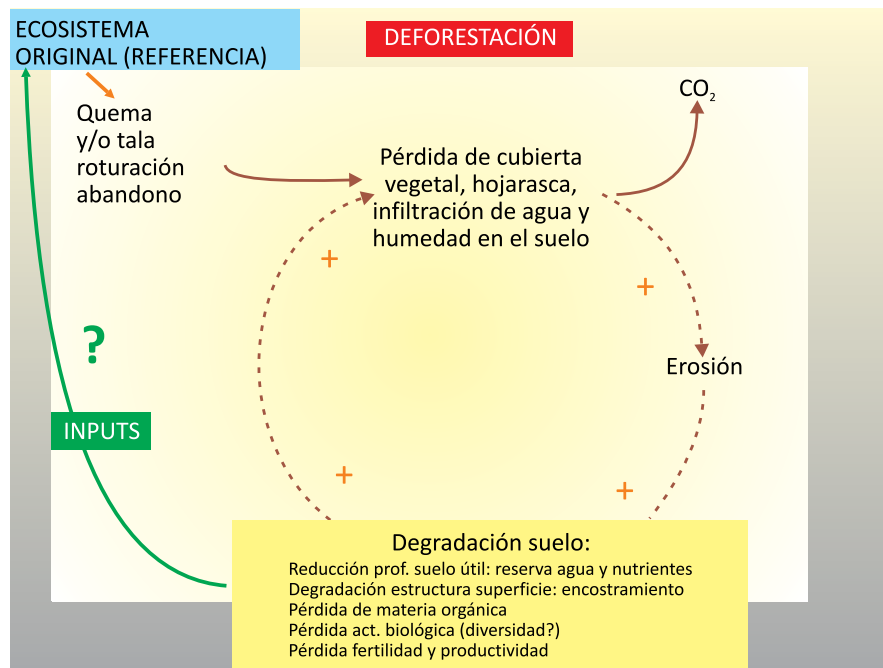 ECOSISTEMA
ORIGINAL (REFERENCIA)
DEFORESTACIÓN
CO₂
Quema
y/o tala
roturación
abandono
Pérdida de cubierta
vegetal, hojarasca,
infiltración de agua y
humedad en el suelo
+
+
?
Erosión
INPUTS
+
+
Degradación suelo:
Reducción prof. suelo útil: reserva agua y nutrientes
Degradación estructura superficie: encostramiento
Pérdida de materia orgánica
Pérdida act. biológica (diversidad?)
Pérdida fertilidad y productividad